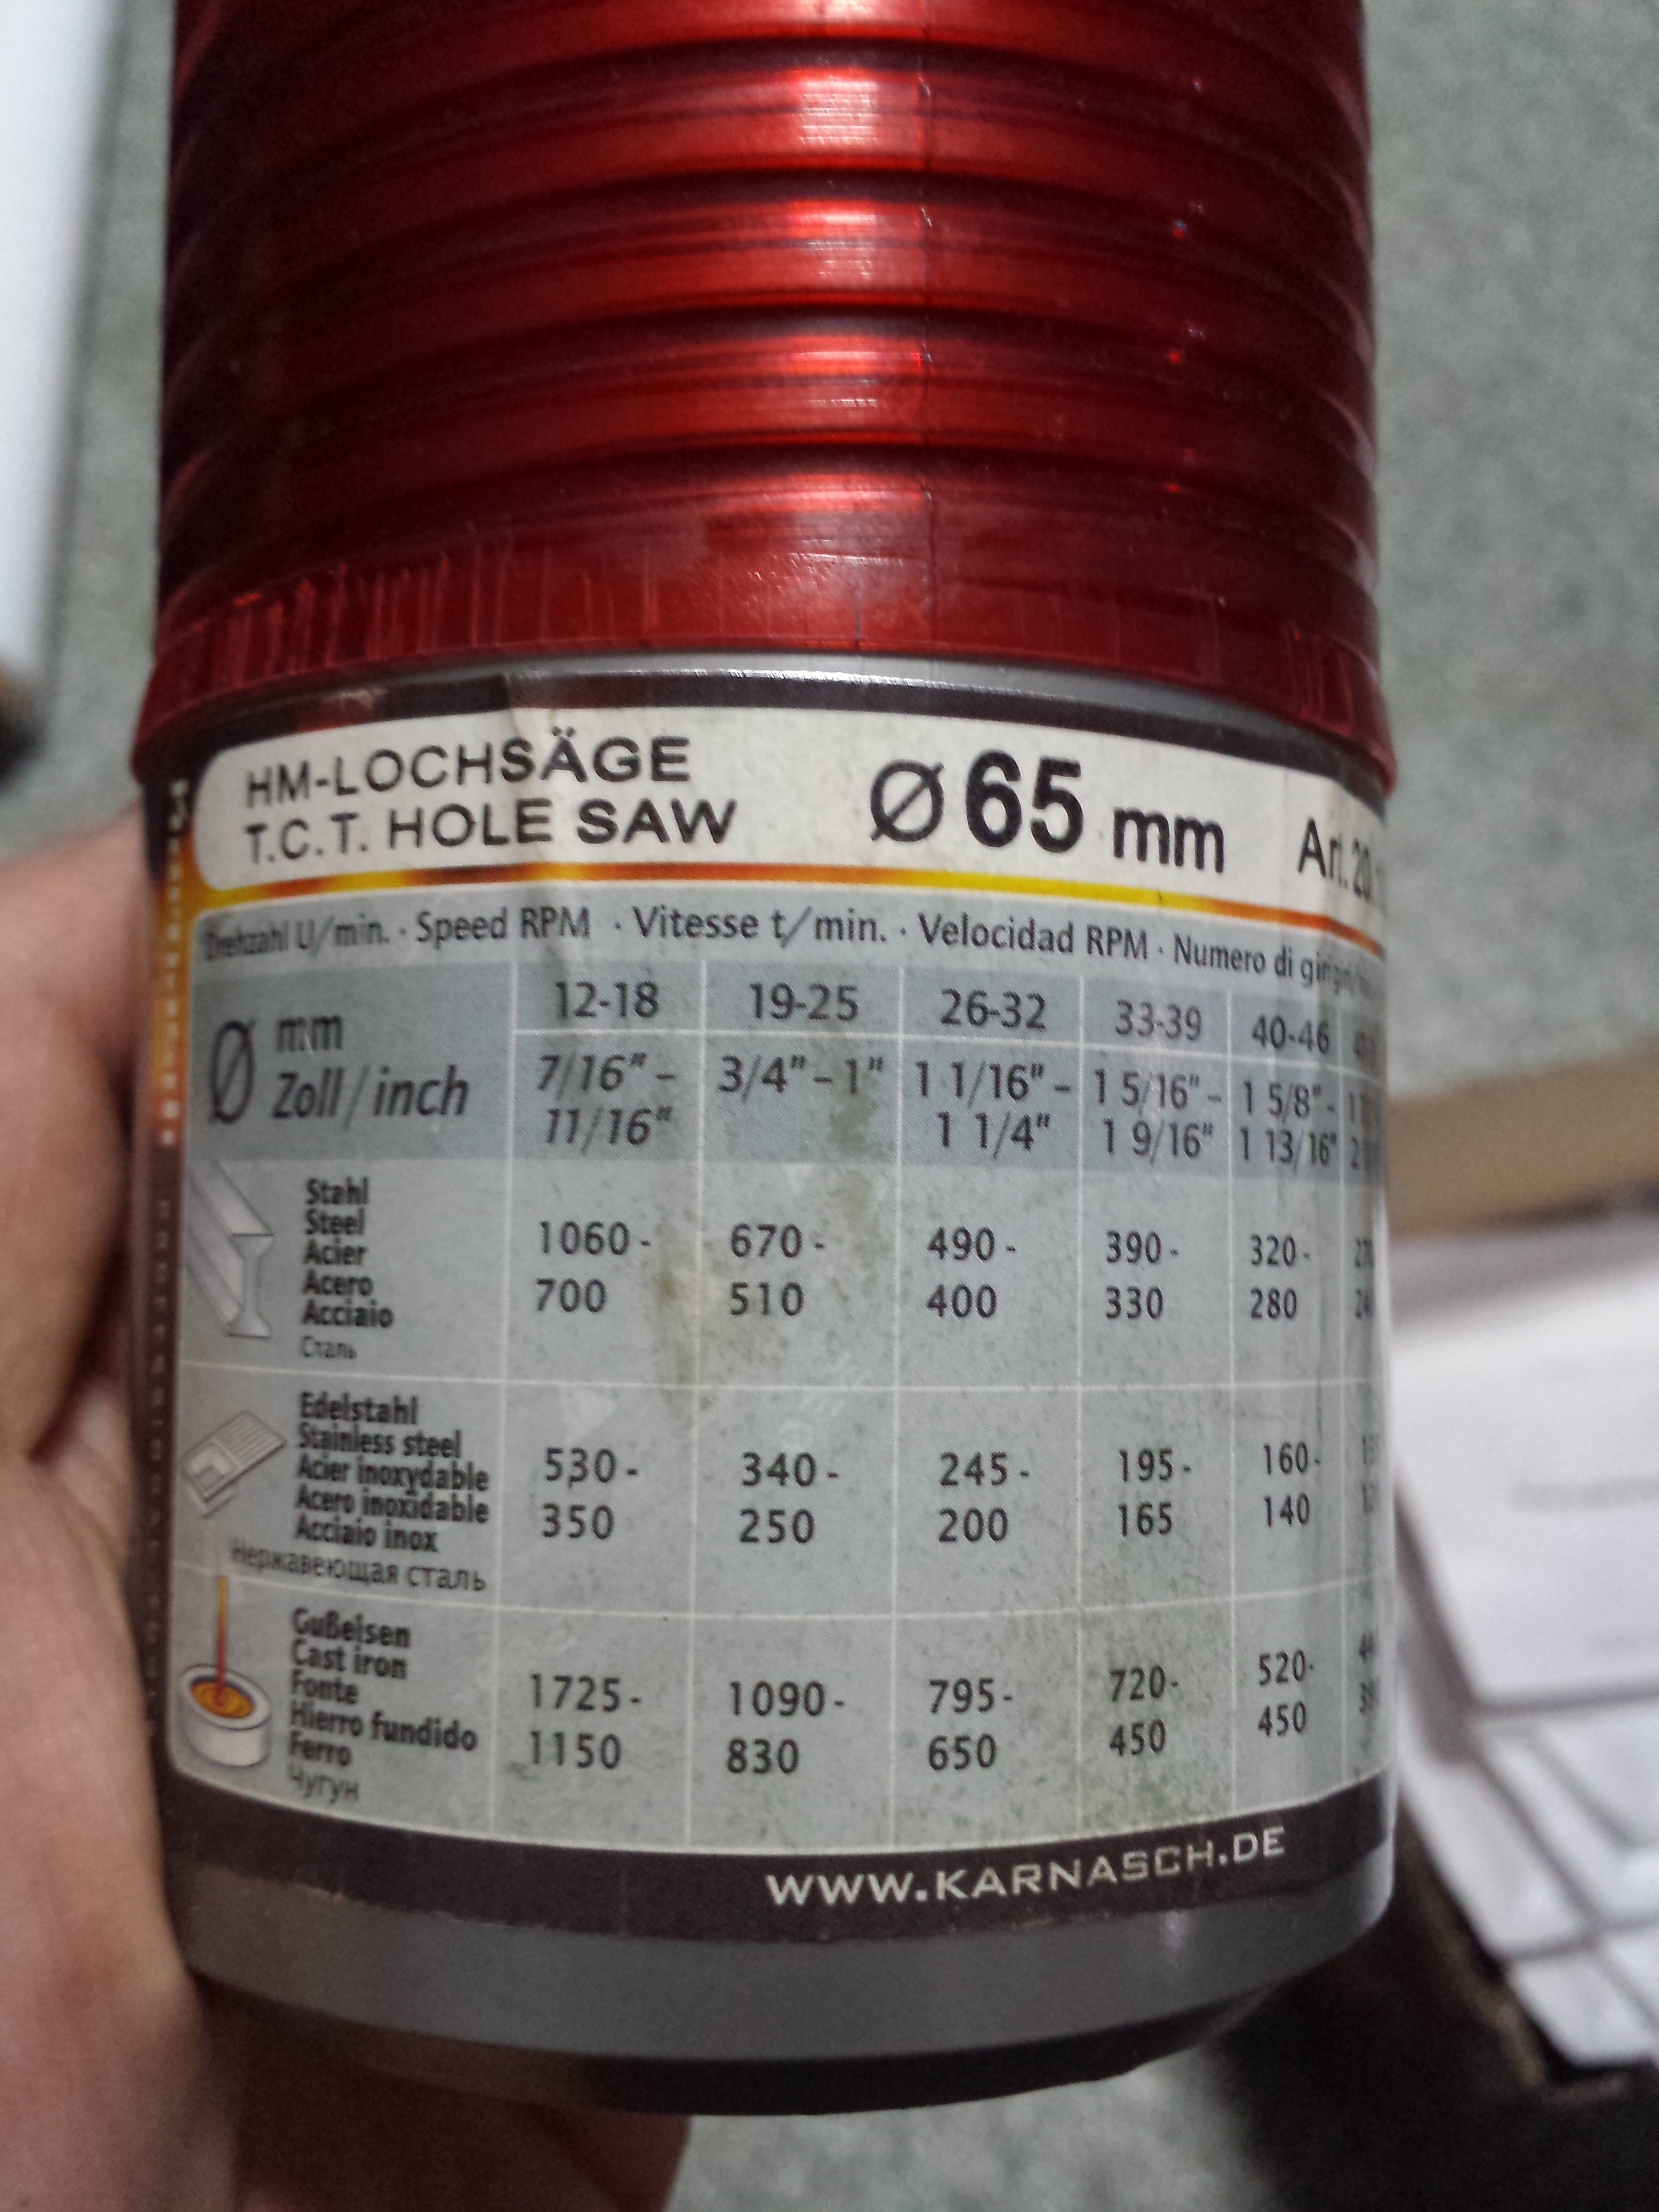 HM-LOCHSÄGE
T.C.T. HOLE SAW
Ø 65 mm
Art.
Drehzahl U/min. · Speed RPM · Vitesse t/min. · Velocidad RPM · Numero di
Ø mm
Zoll/inch
12-18 19-25 26-32 33-39 40-46
7/16” – 3/4” – 1” 1 1/16” – 1 5/16” – 1 5/8” -
11/16” 1 1/4” 1 9/16” 1 13/16”
Stahl
Steel
Acier
Acero
Acciaio
Сталь
1060 - 670 - 490 - 390 - 320 -
700 510 400 330 280
Edelstahl
Stainless steel
Acier inoxydable
Acero inoxidable
Acciaio inox
Нержавеющая сталь
530 - 340 - 245 - 195 - 160 -
350 250 200 165 140
Gußeisen
Cast iron
Fonte
Hierro fundido
Ferro
Чугун
1725 - 1090 - 795 - 720 - 520 -
1150 830 650 450 450
WWW.KARNASCH.DE